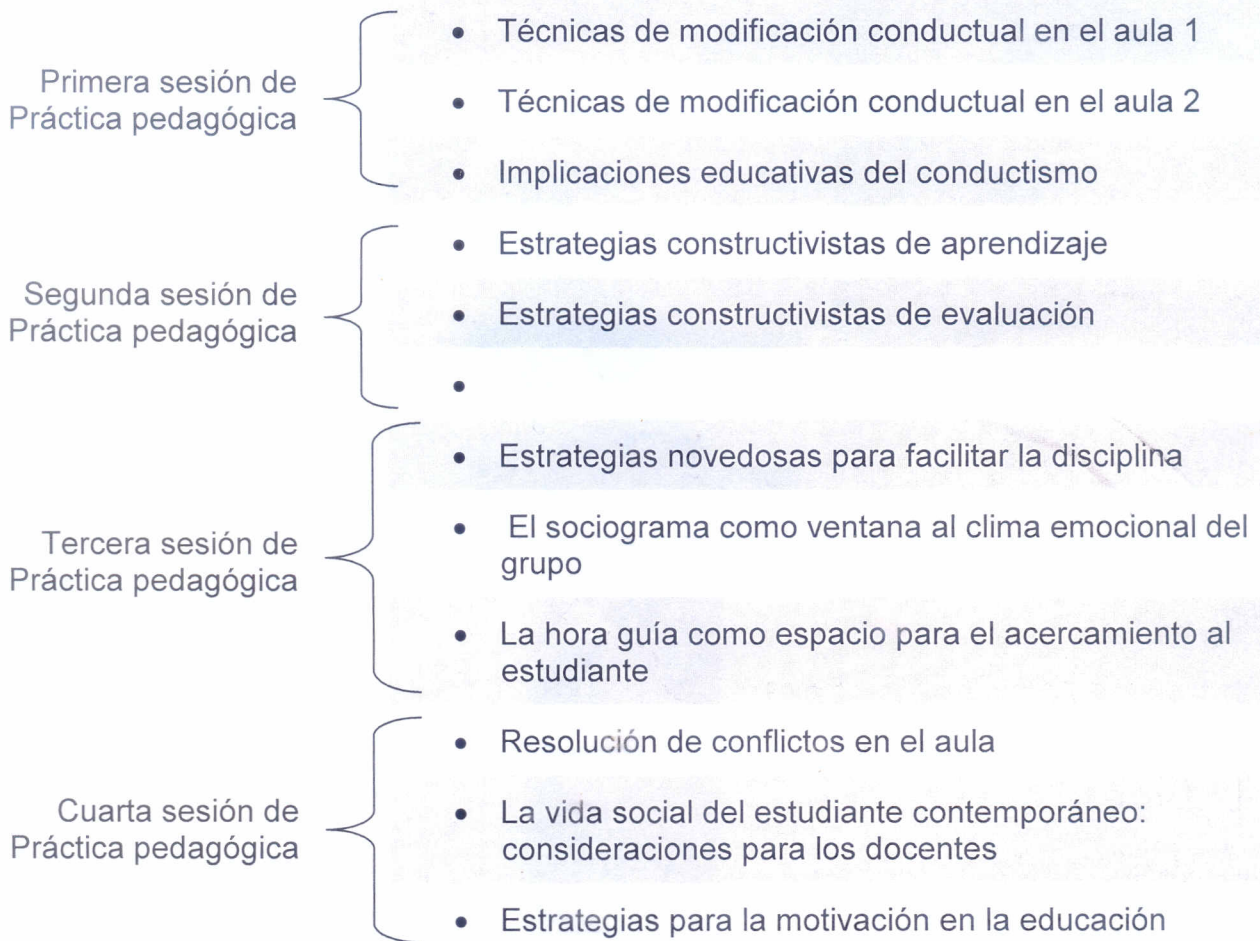 Primera sesión de
Práctica pedagógica
• Técnicas de modificación conductual en el aula 1
• Técnicas de modificación conductual en el aula 2
• Implicaciones educativas del conductismo
Segunda sesión de
Práctica pedagógica
• Estrategias constructivistas de aprendizaje
• Estrategias constructivistas de evaluación
•
Tercera sesión de
Práctica pedagógica
• Estrategias novedosas para facilitar la disciplina
• El sociograma como ventana al clima emocional del
grupo
• La hora guía como espacio para el acercamiento al
estudiante
Cuarta sesión de
Práctica pedagógica
• Resolución de conflictos en el aula
• La vida social del estudiante contemporáneo:
consideraciones para los docentes
• Estrategias para la motivación en la educación